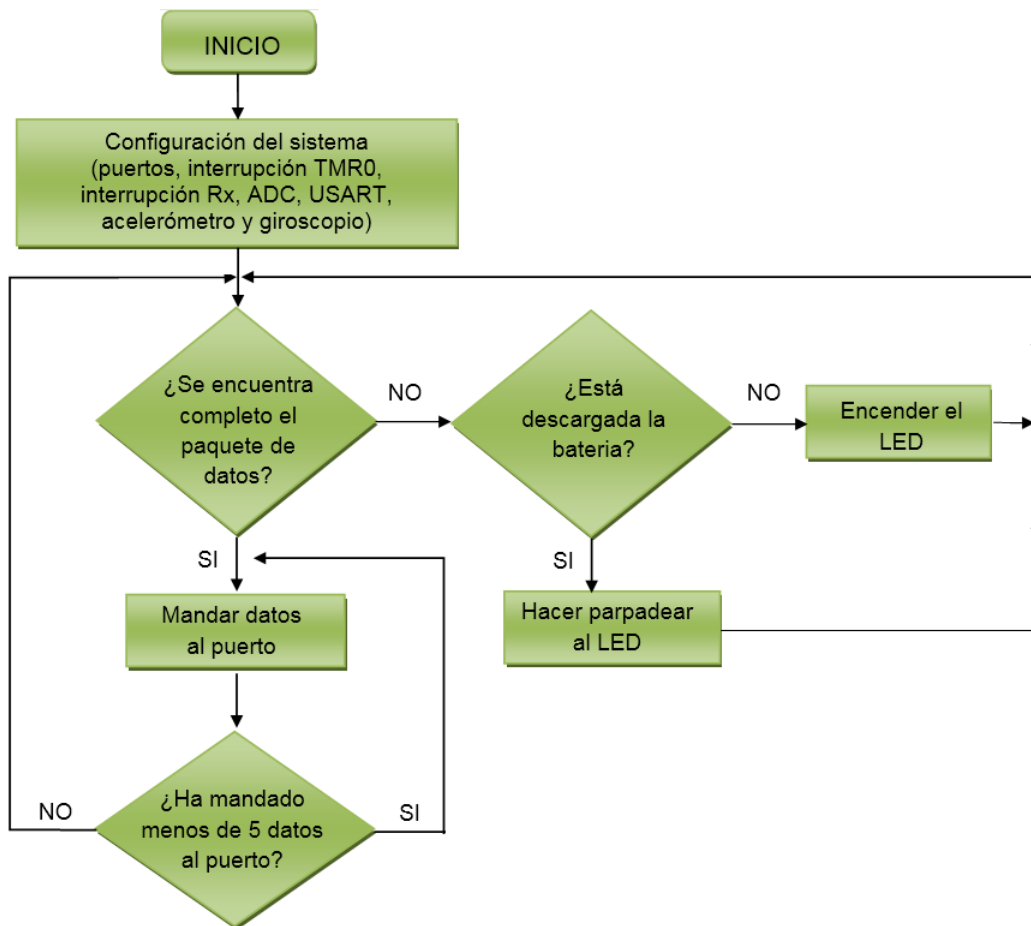 INICIO
Configuración del sistema
(puertos, interrupción TMR0,
interrupción Rx, ADC, USART,
acelerómetro y giroscopio)
¿Se encuentra
completo el
paquete de
datos?
NO
¿Está
descargada la
bateria?
NO
Encender el
LED
SI
Mandar datos
al puerto
SI
Hacer parpadear
al LED
NO
¿Ha mandado
menos de 5 datos
al puerto?
SI